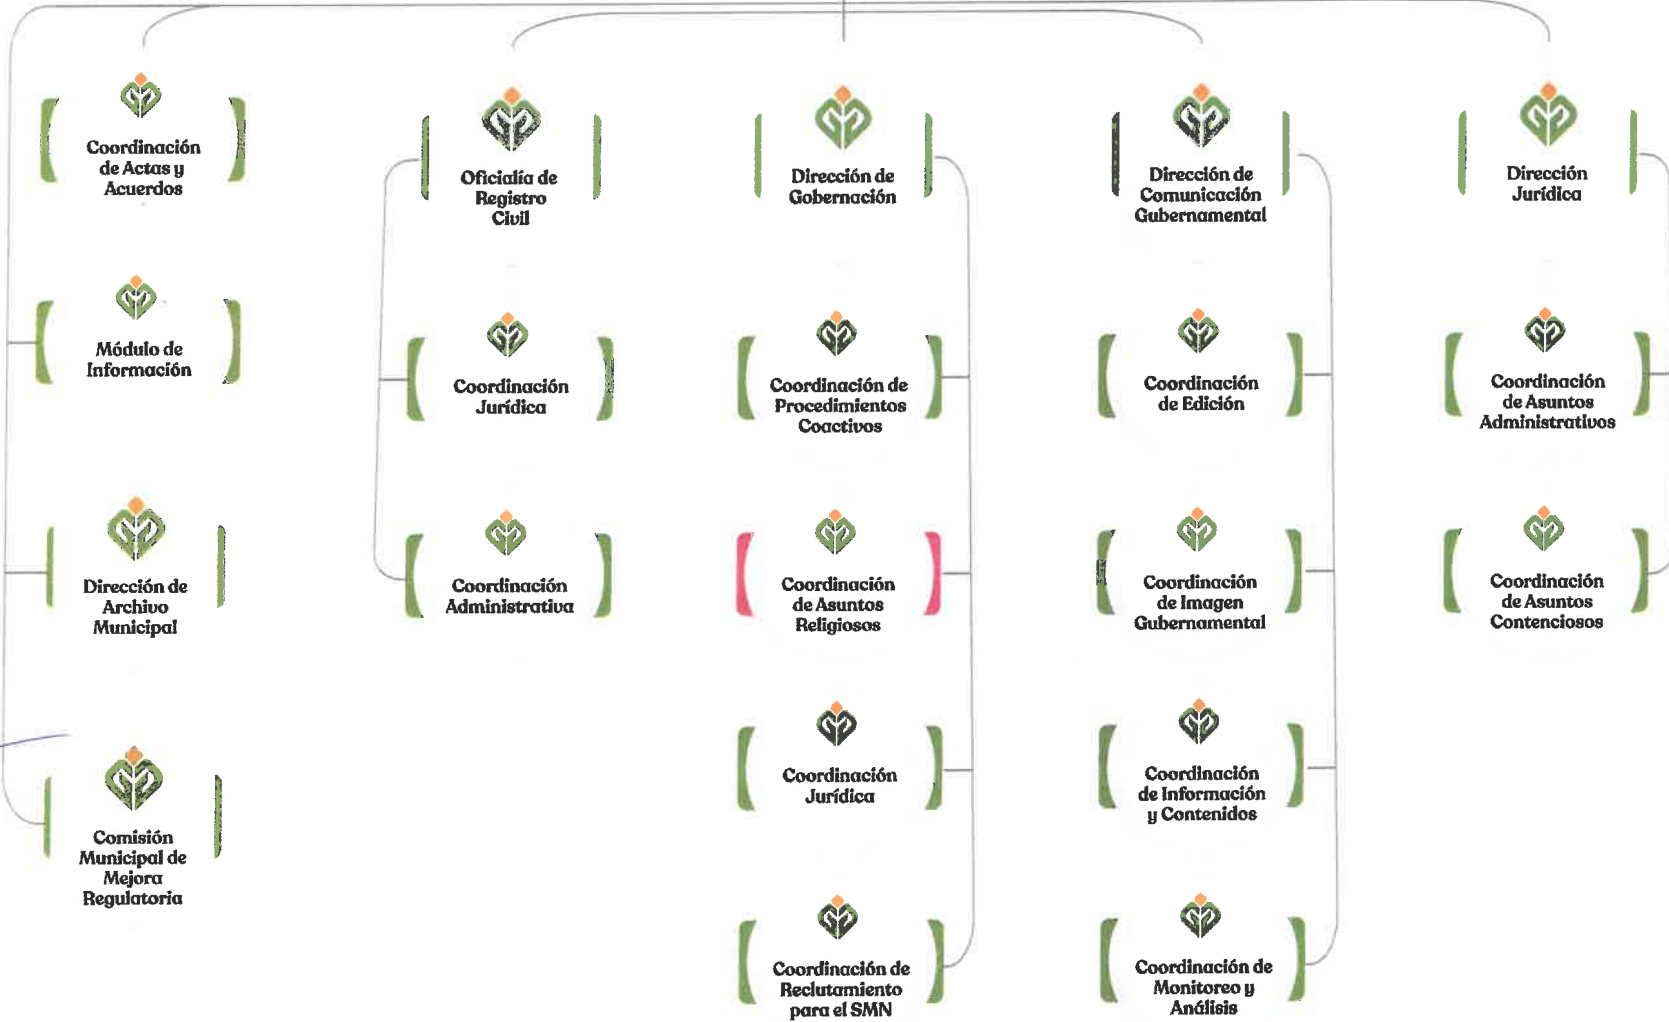 Coordinación
de Actas y
Acuerdos
Módulo de
Información
Dirección de
Archivo
Municipal
Comisión
Municipal de
Mejora
Regulatoria
Oficialía de
Registro
Civil
Coordinación
Jurídica
Coordinación
Administrativa
Dirección de
Gobernación
Coordinación de
Procedimientos
Coactivos
Coordinación
de Asuntos
Religiosos
Coordinación
Jurídica
Coordinación de
Reclutamiento
para el SMN
Dirección de
Comunicación
Gubernamental
Coordinación
de Edición
Coordinación
de Imagen
Gubernamental
Coordinación
de Información
y Contenidos
Coordinación de
Monitoreo y
Análisis
Dirección
Jurídica
Coordinación
de Asuntos
Administrativos
Coordinación
de Asuntos
Contenciosos